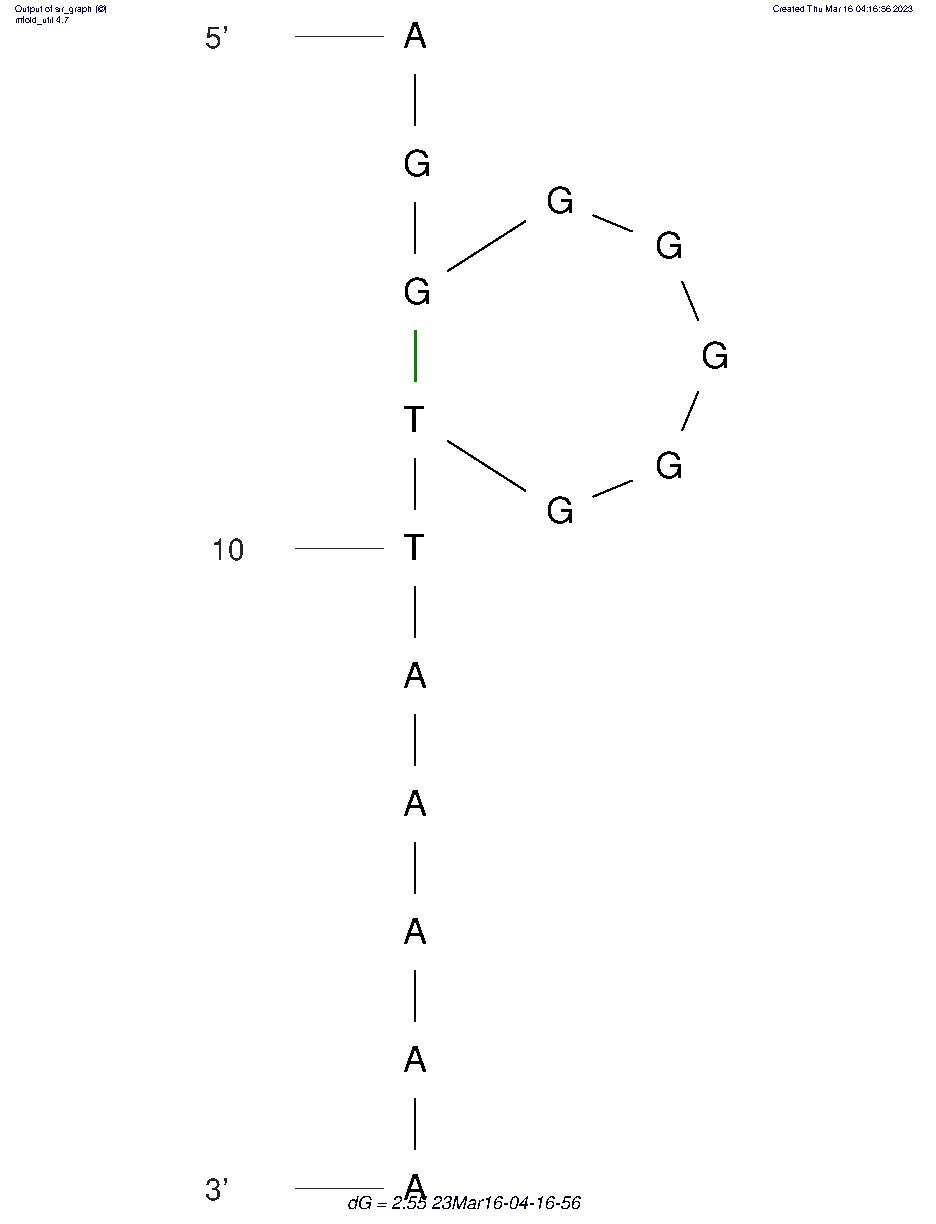 Output of sir_graph (©)
mfold_util 4.7
Created Thu Mar 16 04:16:56 2023
5’ A
G
G
G
G
G
G
G
T
10 T
A
A
A
A
3’ A
dG = 2.55 23Mar16-04-16-56